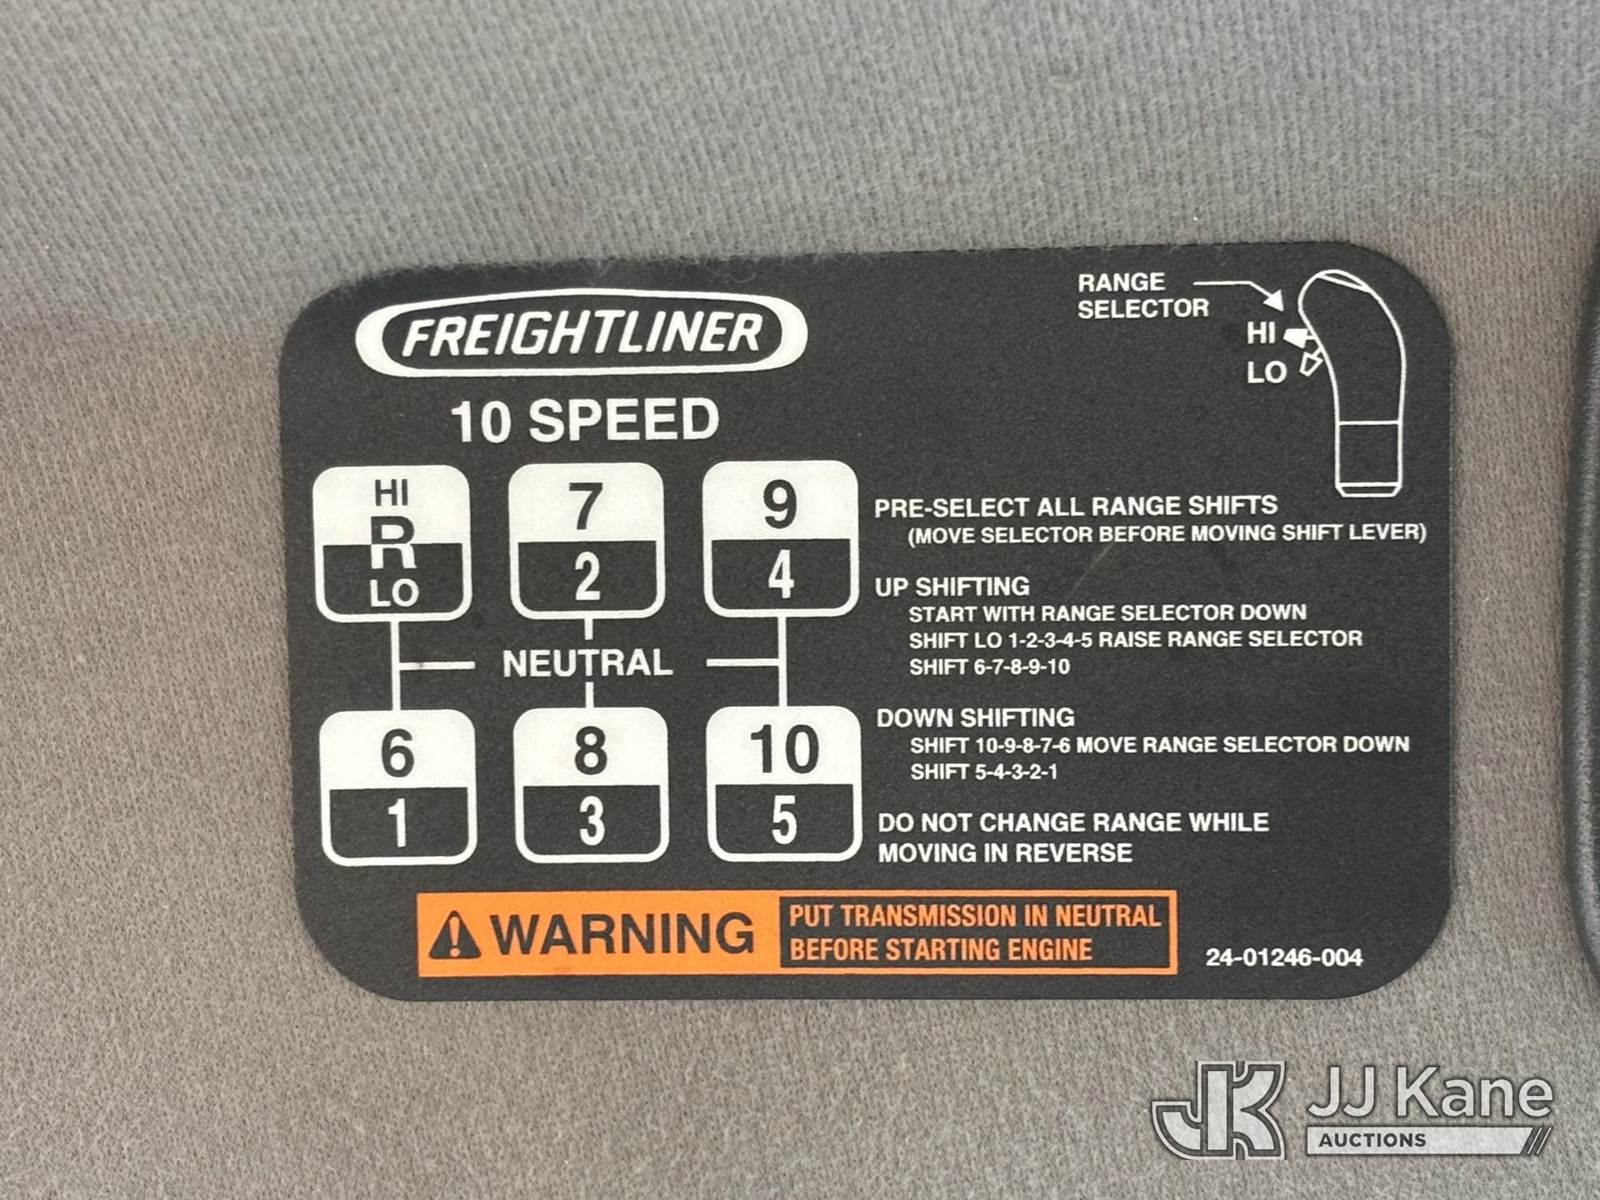 FREIGHTLINER
10 SPEED
HI
R
LO
7
2
9
4
NEUTRAL
6
1
8
3
10
5
RANGE
SELECTOR
HI
LO
PRE-SELECT ALL RANGE SHIFTS
(MOVE SELECTOR BEFORE MOVING SHIFT LEVER)
UP SHIFTING
START WITH RANGE SELECTOR DOWN
SHIFT LO 1-2-3-4-5 RAISE RANGE SELECTOR
SHIFT 6-7-8-9-10
DOWN SHIFTING
SHIFT 10-9-8-7-6 MOVE RANGE SELECTOR DOWN
SHIFT 5-4-3-2-1
DO NOT CHANGE RANGE WHILE
MOVING IN REVERSE
WARNING
PUT TRANSMISSION IN NEUTRAL
BEFORE STARTING ENGINE
24-01246-004
JK
JJ Kane
AUCTIONS